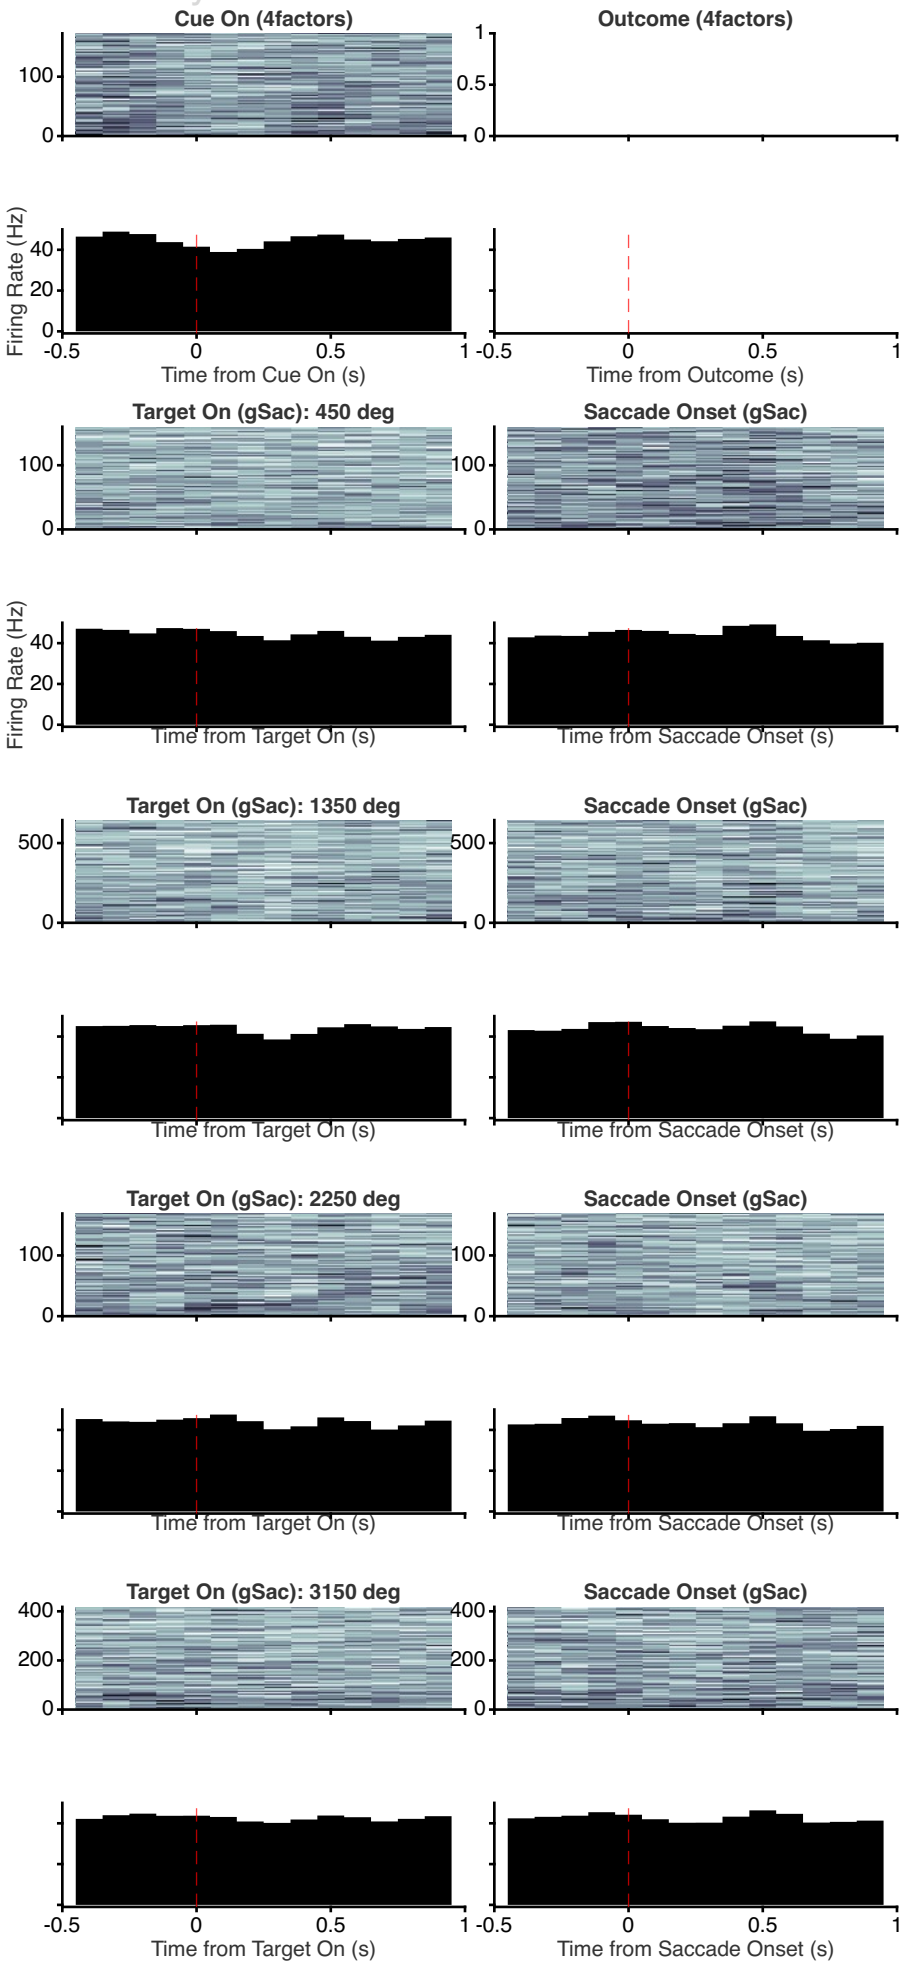 Cue On (4factors)
Outcome (4factors)
100
0
1
0.5
0
Firing Rate (Hz)
40
20
0
-0.5 0 0.5 1
-0.5 0 0.5 1
Time from Cue On (s)
Time from Outcome (s)
Target On (gSac): 450 deg
Saccade Onset (gSac)
100
0
100
0
Firing Rate (Hz)
40
20
0
Time from Target On (s)
Time from Saccade Onset (s)
Target On (gSac): 1350 deg
Saccade Onset (gSac)
500
0
500
0
Time from Target On (s)
Time from Saccade Onset (s)
Target On (gSac): 2250 deg
Saccade Onset (gSac)
100
0
100
0
Time from Target On (s)
Time from Saccade Onset (s)
Target On (gSac): 3150 deg
Saccade Onset (gSac)
400
200
0
400
200
0
-0.5 0 0.5 1
-0.5 0 0.5 1
Time from Target On (s)
Time from Saccade Onset (s)